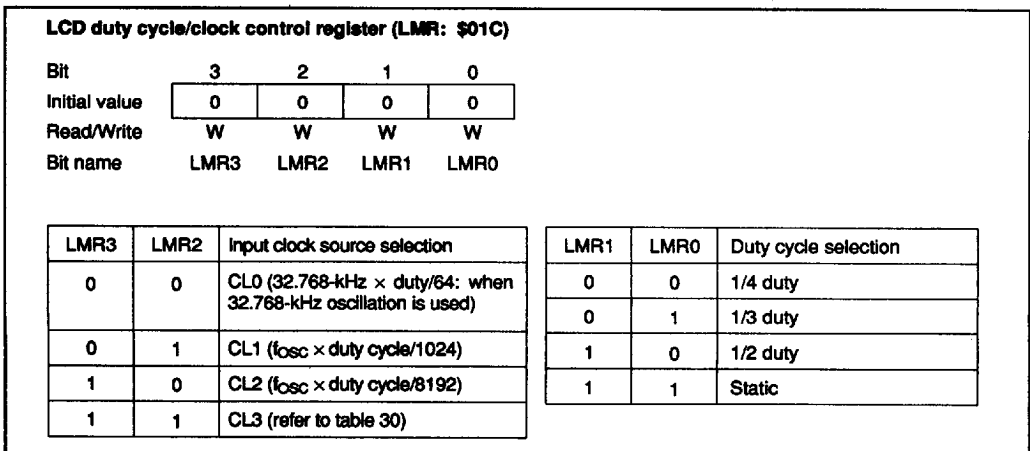 LCD duty cycle/clock control register (LMR: $01C)
Bit 3 2 1 0
Initial value 0 0 0 0
Read/Write W W W W
Bit name LMR3 LMR2 LMR1 LMR0
LMR3 LMR2 Input clock source selection
0 0 CL0 (32.768-kHz × duty/64: when
32.768-kHz oscillation is used)
0 1 CL1 (fOSC × duty cycle/1024)
1 0 CL2 (fOSC × duty cycle/8192)
1 1 CL3 (refer to table 30)
LMR1 LMR0 Duty cycle selection
0 0 1/4 duty
0 1 1/3 duty
1 0 1/2 duty
1 1 Static